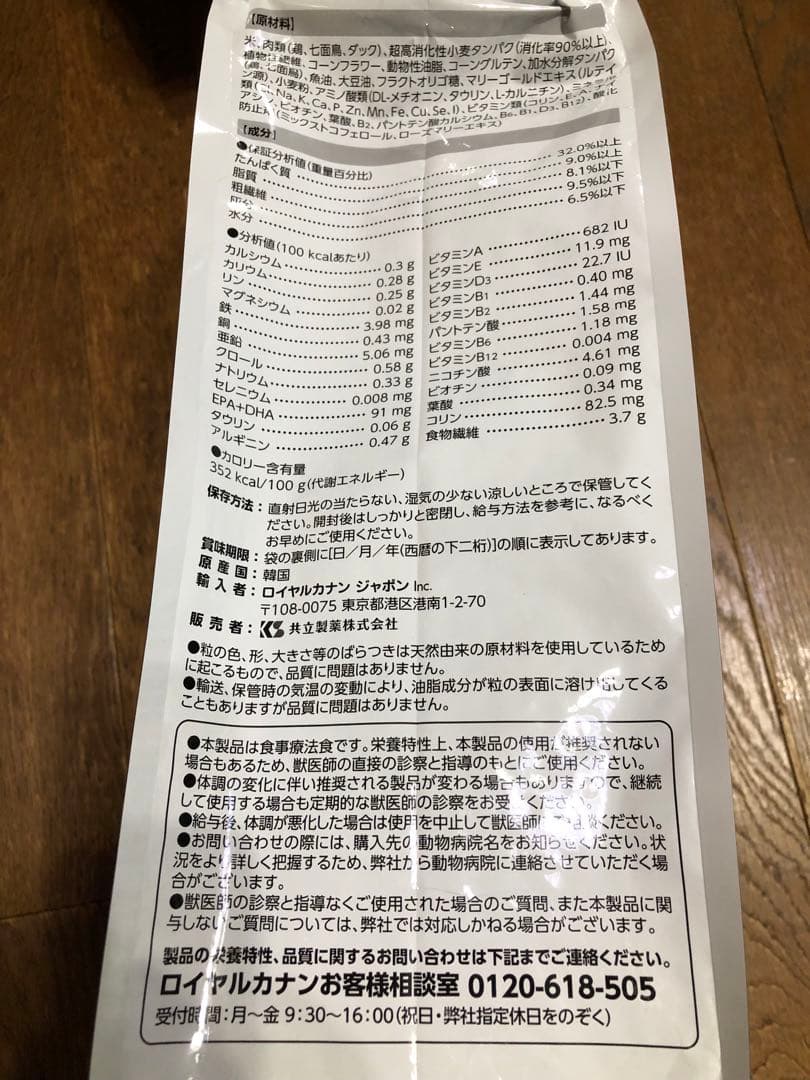 【原材料】
米、肉類(鶏、七面鳥、ダック)、超高消化性小麦タンパク(消化率90%以上)、
植物性繊維、コーンフラワー、動物性油脂、コーングルテン、加水分解タンパク
(鶏、七面鳥)、魚油、大豆油、フラクトオリゴ糖、マリーゴールドエキス(ルテイ
ン源)、小麦粉、アミノ酸類(DL-メチオニン、タウリン、L-カルニチン)、ミネラル
類(Cl、Na、K、Ca、P、Zn、Mn、Fe、Cu、Se、I)、ビタミン類(コリン、E、A、ナイ
アシン、ビオチン、葉酸、B2、パントテン酸カルシウム、B6、B1、D3、B12)、酸化
防止剤(ミックストコフェロール、ローズマリーエキス)
【成分】
●保証分析値(重量百分比)
たんぱく質 32.0%以上
脂質 9.0%以上
粗繊維 8.1%以下
灰分 9.5%以下
水分 6.5%以下
●分析値(100 kcalあたり)
カルシウム 0.3 g
カリウム 0.28 g
リン 0.25 g
マグネシウム 0.02 g
鉄 3.98 mg
銅 0.43 mg
亜鉛 5.06 mg
クロール 0.58 g
ナトリウム 0.33 g
セレニウム 0.008 mg
EPA+DHA 91 mg
タウリン 0.06 g
アルギニン 0.47 g
ビタミンA 682 IU
ビタミンE 11.9 mg
ビタミンD3 22.7 IU
ビタミンB1 0.40 mg
ビタミンB2 1.44 mg
パントテン酸 1.58 mg
ビタミンB6 1.18 mg
ビタミンB12 0.004 mg
ニコチン酸 4.61 mg
ビオチン 0.09 mg
葉酸 0.34 mg
コリン 82.5 mg
食物繊維 3.7 g
●カロリー含有量
352 kcal/100 g(代謝エネルギー)
保存方法:直射日光の当たらない、湿気の少ない涼しいところで保管してく
ださい。開封後はしっかりと密閉し、給与方法を参考に、なるべく
お早めにご使用ください。
賞味期限:袋の裏側に[日/月/年(西暦の下二桁)]の順に表示してあります。
原産国:韓国
輸入者:ロイヤルカナン ジャポン Inc.
〒108-0075 東京都港区港南1-2-70
販売者:KS 共立製薬株式会社
●粒の色、形、大きさ等のばらつきは天然由来の原材料を使用しているため
に起こるもので、品質に問題はありません。
●輸送、保管時の気温の変動により、油脂成分が粒の表面に溶け出してくる
こともありますが品質に問題はありません。
●本製品は食事療法食です。栄養特性上、本製品の使用が推奨されない
場合もあるため、獣医師の直接の診察と指導のもとにご使用ください。
●体調の変化に伴い推奨される製品が変わる場合もありますので、継続
して使用する場合も定期的な獣医師の診察をお受けください。
●給与後、体調が悪化した場合は使用を中止して獣医師にご相談ください。
●お問い合わせの際には、購入先の動物病院名をお知らせください。状
況をより詳しく把握するため、弊社から動物病院に連絡させていただく場
合がございます。
●獣医師の診察と指導なくご使用された場合のご質問、また本製品に関
与しないご質問については、弊社では対応しかねる場合がございます。
製品の栄養特性、品質に関するお問い合わせは下記までご連絡ください。
ロイヤルカナンお客様相談室 0120-618-505
受付時間:月〜金 9:30〜16:00(祝日・弊社指定休日をのぞく)